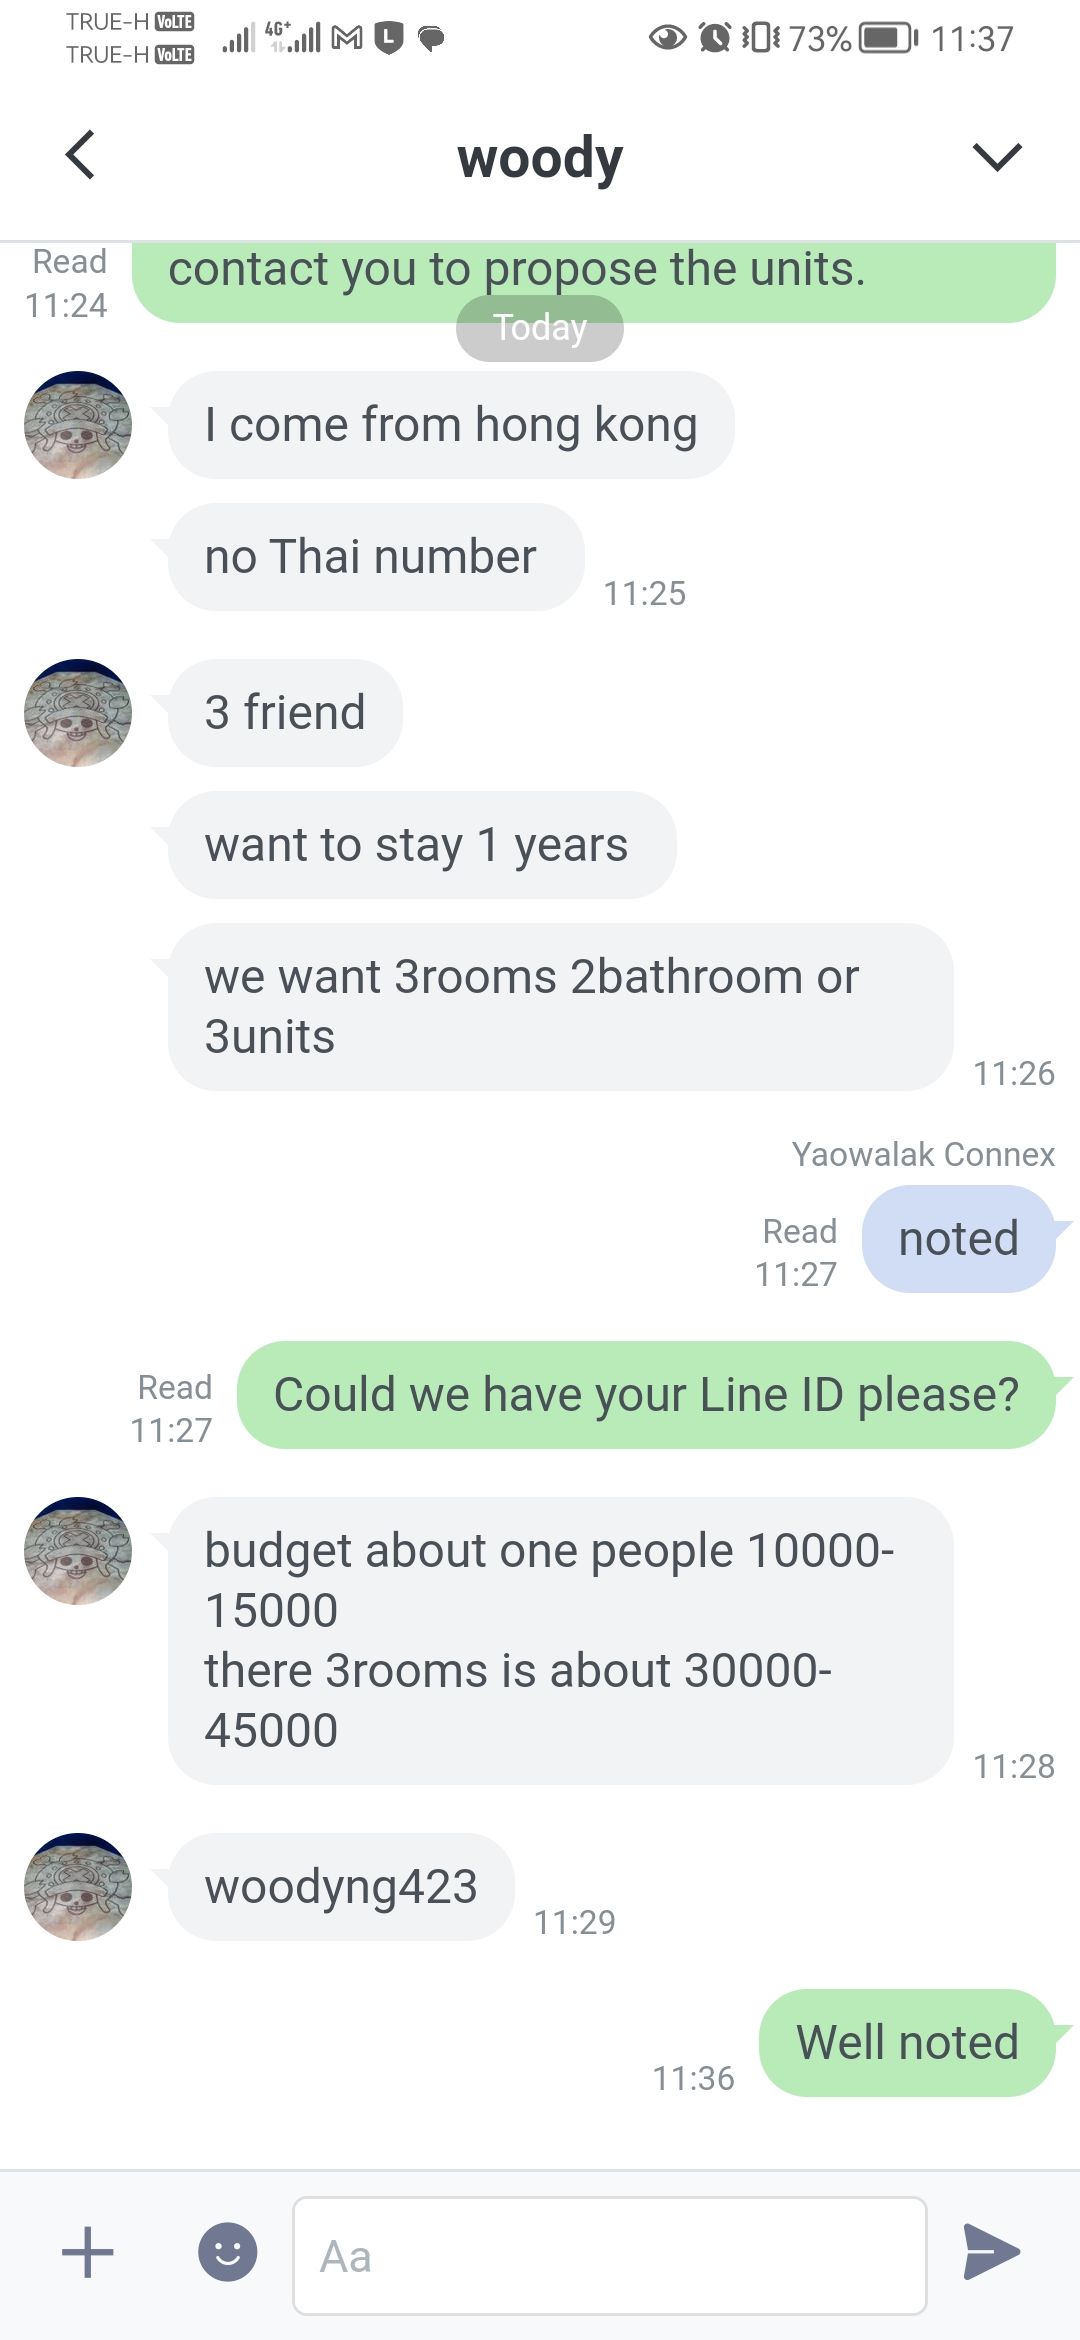 TRUE-H VoLTE
TRUE-H VoLTE
4G+
L
73%
11:37
woody
contact you to propose the units.
Read
11:24
Today
I come from hong kong
no Thai number
11:25
3 friend
want to stay 1 years
we want 3rooms 2bathroom or
3units
11:26
Yaowalak Connex
noted
Read
11:27
Could we have your Line ID please?
Read
11:27
budget about one people 10000-
15000
there 3rooms is about 30000-
45000
11:28
woodyng423
11:29
Well noted
11:36
Aa